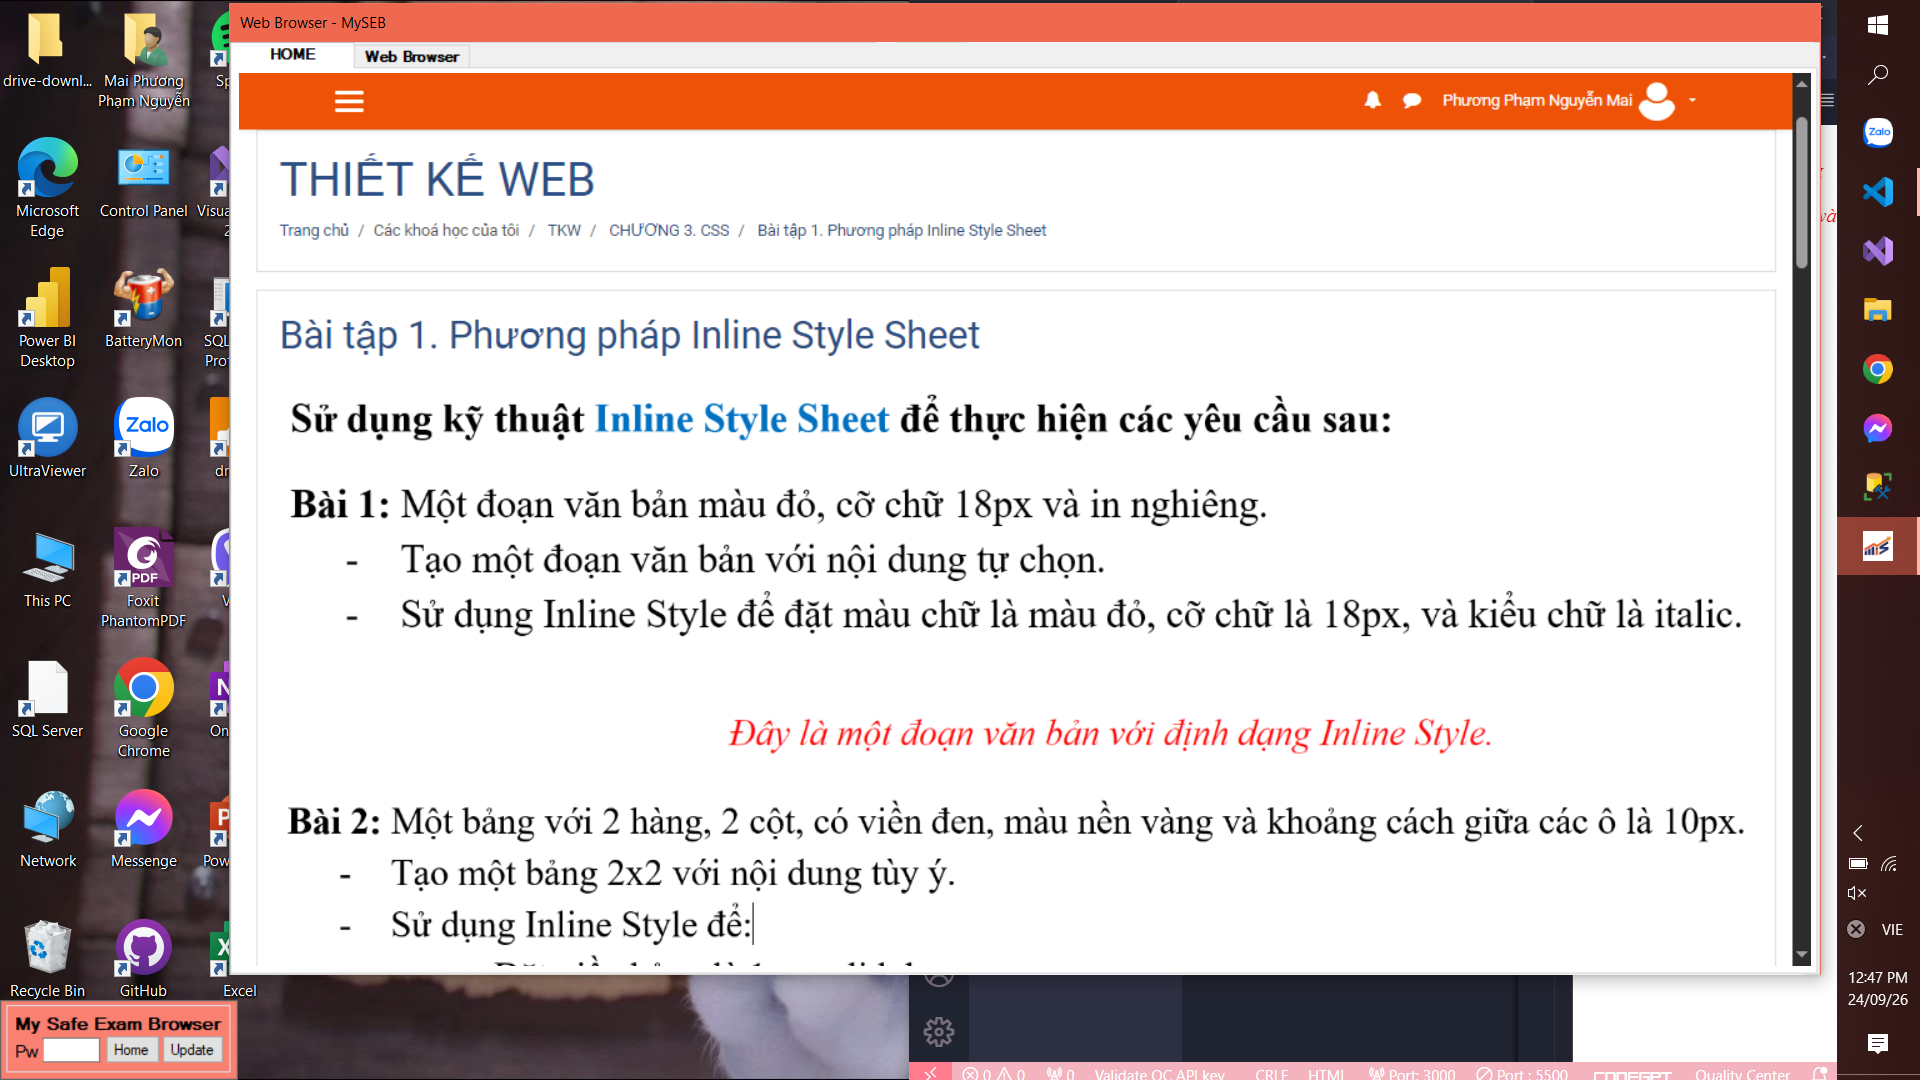 Web Browser - MySEB
HOME
Web Browser
Phương Phạm Nguyễn Mai
THIẾT KẾ WEB
Trang chủ / Các khoá học của tôi / TKW / CHƯƠNG 3. CSS / Bài tập 1. Phương pháp Inline Style Sheet
Bài tập 1. Phương pháp Inline Style Sheet
Sử dụng kỹ thuật Inline Style Sheet để thực hiện các yêu cầu sau:
Bài 1: Một đoạn văn bản màu đỏ, cỡ chữ 18px và in nghiêng.
- Tạo một đoạn văn bản với nội dung tự chọn.
- Sử dụng Inline Style để đặt màu chữ là màu đỏ, cỡ chữ là 18px, và kiểu chữ là italic.
Đây là một đoạn văn bản với định dạng Inline Style.
Bài 2: Một bảng với 2 hàng, 2 cột, có viền đen, màu nền vàng và khoảng cách giữa các ô là 10px.
- Tạo một bảng 2x2 với nội dung tùy ý.
- Sử dụng Inline Style để:
drive-downl...
Mai Phương
Phạm Nguyễn
Microsoft
Edge
Control Panel
Power BI
Desktop
BatteryMon
UltraViewer
Zalo
Zalo
This PC
PDF
Foxit
PhantomPDF
SQL Server
Google
Chrome
Network
Messenge
Recycle Bin
GitHub
Excel
My Safe Exam Browser
Pw
Home
Update
Zalo
và
VIE
12:47 PM
24/09/26
0 0
0
Validate QC API key
CRLF
HTML
Port: 3000
Port : 5500
CODEGPT
Quality Center